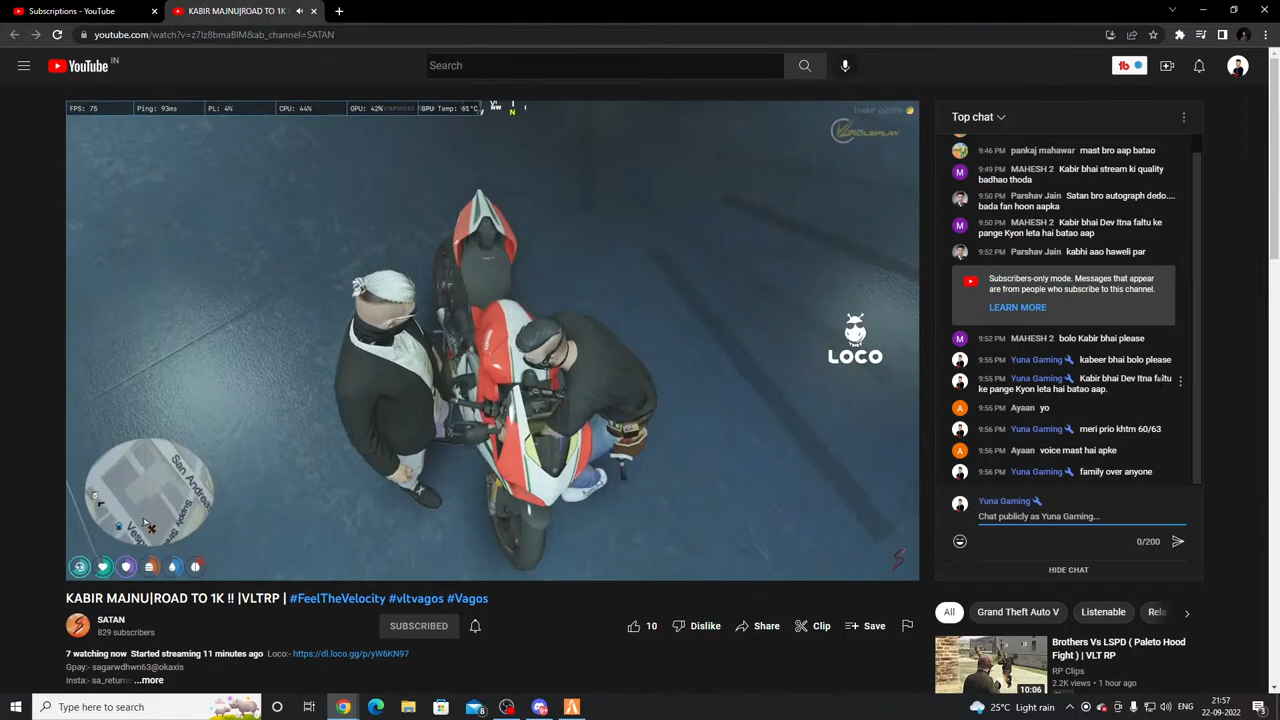 Subscriptions - YouTube
KABIR MAJNU|ROAD TO 1K
youtube.com/watch?v=z7Iz8bmaBIM&ab_channel=SATAN
YouTube IN
Search
FPS: 75
Ping: 93ms
PL: 4%
CPU: 44%
GPU: 42%
GPU Temp: 61°C
N
ROLEPLAY
LOCO
San Andreas
Top chat
9:46 PM pankaj mahawar mast bro aap batao
9:49 PM MAHESH 2 Kabir bhai stream ki quality
badhao thoda
9:50 PM Parshav Jain Satan bro autograph dedo....
bada fan hoon aapka
9:50 PM MAHESH 2 Kabir bhai Dev Itna faltu ke
pange Kyon leta hai batao aap
9:52 PM Parshav Jain kabhi aao haweli par
Subscribers-only mode. Messages that appear
are from people who subscribe to this channel.
LEARN MORE
9:52 PM MAHESH 2 bolo Kabir bhai please
9:55 PM Yuna Gaming kabeer bhai bolo please
9:55 PM Yuna Gaming Kabir bhai Dev Itna faltu
ke pange Kyon leta hai batao aap.
9:55 PM Ayaan yo
9:56 PM Yuna Gaming meri prio khtm 60/63
9:56 PM Ayaan voice mast hai apke
9:56 PM Yuna Gaming family over anyone
Yuna Gaming
Chat publicly as Yuna Gaming...
0/200
HIDE CHAT
KABIR MAJNU|ROAD TO 1K !! |VLTRP | #FeelTheVelocity #vltvagos #Vagos
SATAN
829 subscribers
SUBSCRIBED
10
Dislike
Share
Clip
Save
7 watching now Started streaming 11 minutes ago Loco:- https://dl.loco.gg/p/yW6KN97
Gpay:- sagarwdhwn63@okaxis
Insta:- sa_returns ...more
All
Grand Theft Auto V
Listenable
Rela
Brothers Vs LSPD ( Paleto Hood
Fight ) | VLT RP
RP Clips
2.2K views • 1 hour ago
10:06
Type here to search
8
25°C Light rain
ENG
21:57
22-09-2022